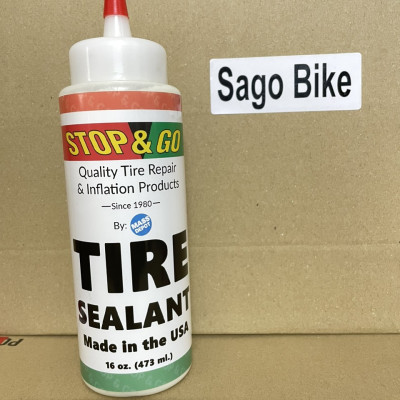 Sago Bike
STOP & GO
Quality Tire Repair
& Inflation Products
—Since 1980—
By: MASS DEPOT
TIRE
SEALANT
Made in the USA
16 oz. (473 ml.)